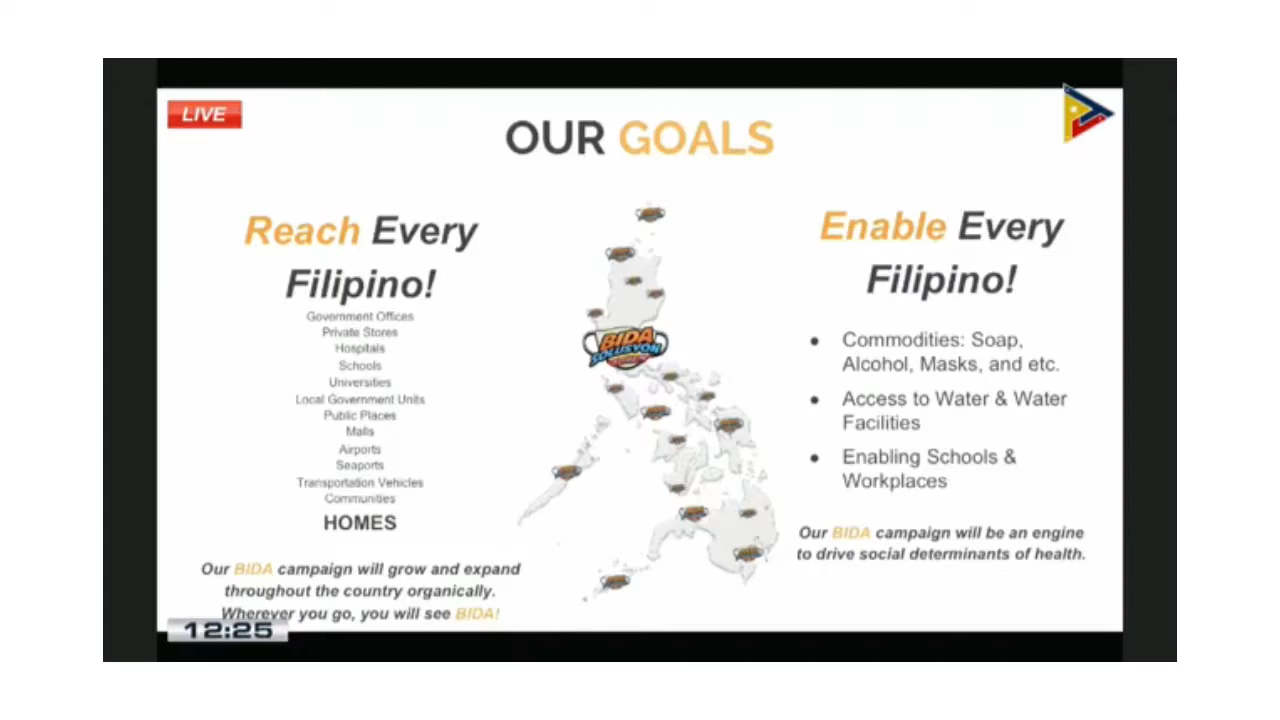 LIVE
OUR GOALS
Reach Every
Filipino!
Government Offices
Private Stores
Hospitals
Schools
Universities
Local Government Units
Public Places
Malls
Airports
Seaports
Transportation Vehicles
Communities
HOMES
Our BIDA campaign will grow and expand
throughout the country organically.
Wherever you go, you will see BIDA!
12:25
BIDA
SOLUSYON
Enable Every
Filipino!
• Commodities: Soap,
Alcohol, Masks, and etc.
• Access to Water & Water
Facilities
• Enabling Schools &
Workplaces
Our BIDA campaign will be an engine
to drive social determinants of health.